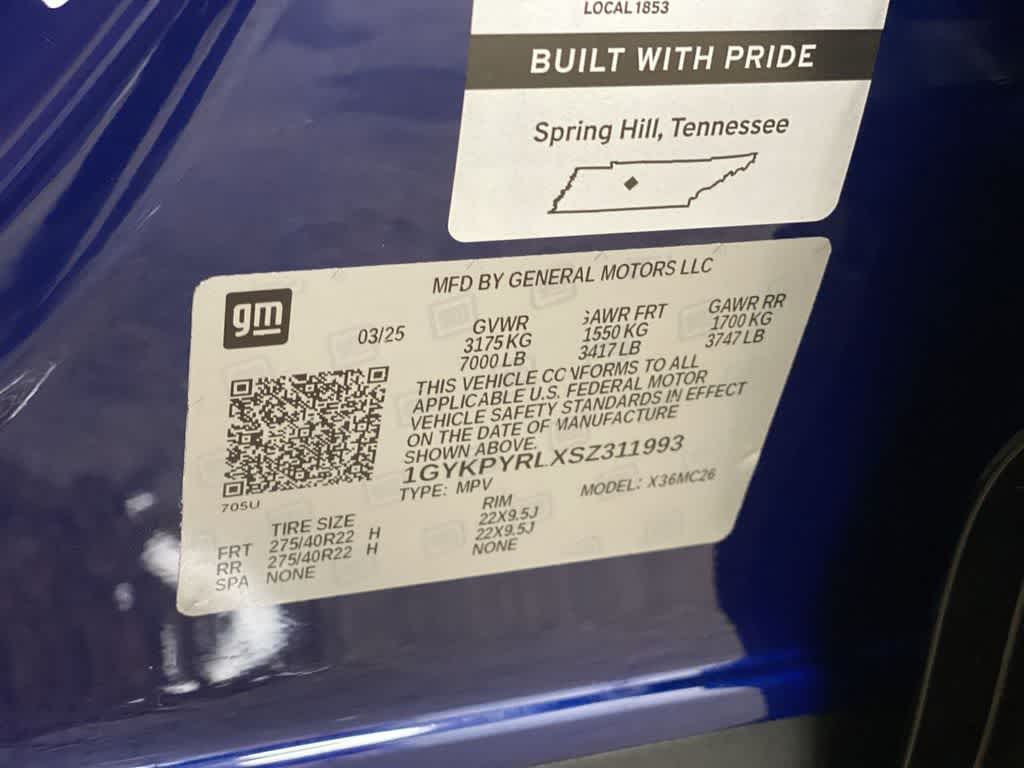 LOCAL 1853
BUILT WITH PRIDE
Spring Hill, Tennessee
MFD BY GENERAL MOTORS LLC
gm
03/25
GVWR
3175 KG
7000 LB
GAWR FRT
1550 KG
3417 LB
GAWR RR
1700 KG
3747 LB
THIS VEHICLE CONFORMS TO ALL
APPLICABLE U.S. FEDERAL MOTOR
VEHICLE SAFETY STANDARDS IN EFFECT
ON THE DATE OF MANUFACTURE
SHOWN ABOVE.
1GYKPYRLXSZ311993
TYPE: MPV
MODEL: X36MC26
705U
TIRE SIZE RIM
FRT 275/40R22 H 22X9.5J
RR 275/40R22 H 22X9.5J
SPA NONE NONE